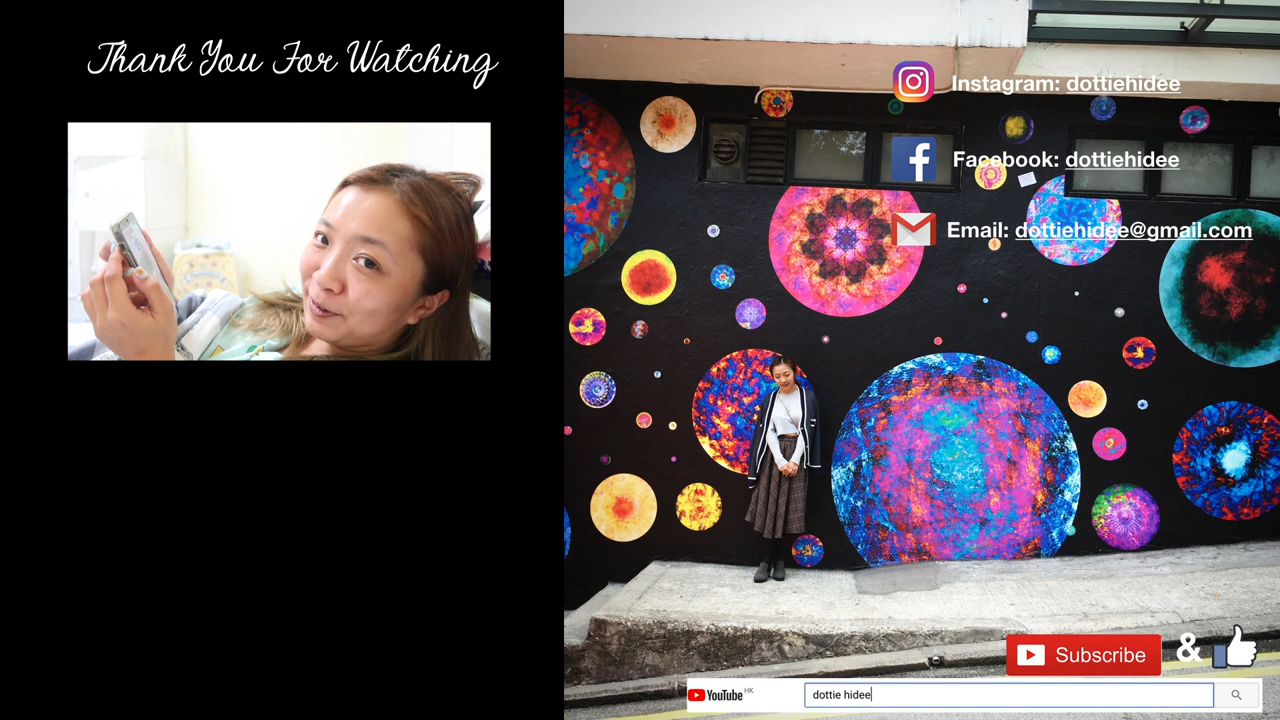 Thank You For Watching
Instagram: dottiehidee
Facebook: dottiehidee
Email: dottiehidee@gmail.com
Subscribe
&
YouTube HK
dottie hidee